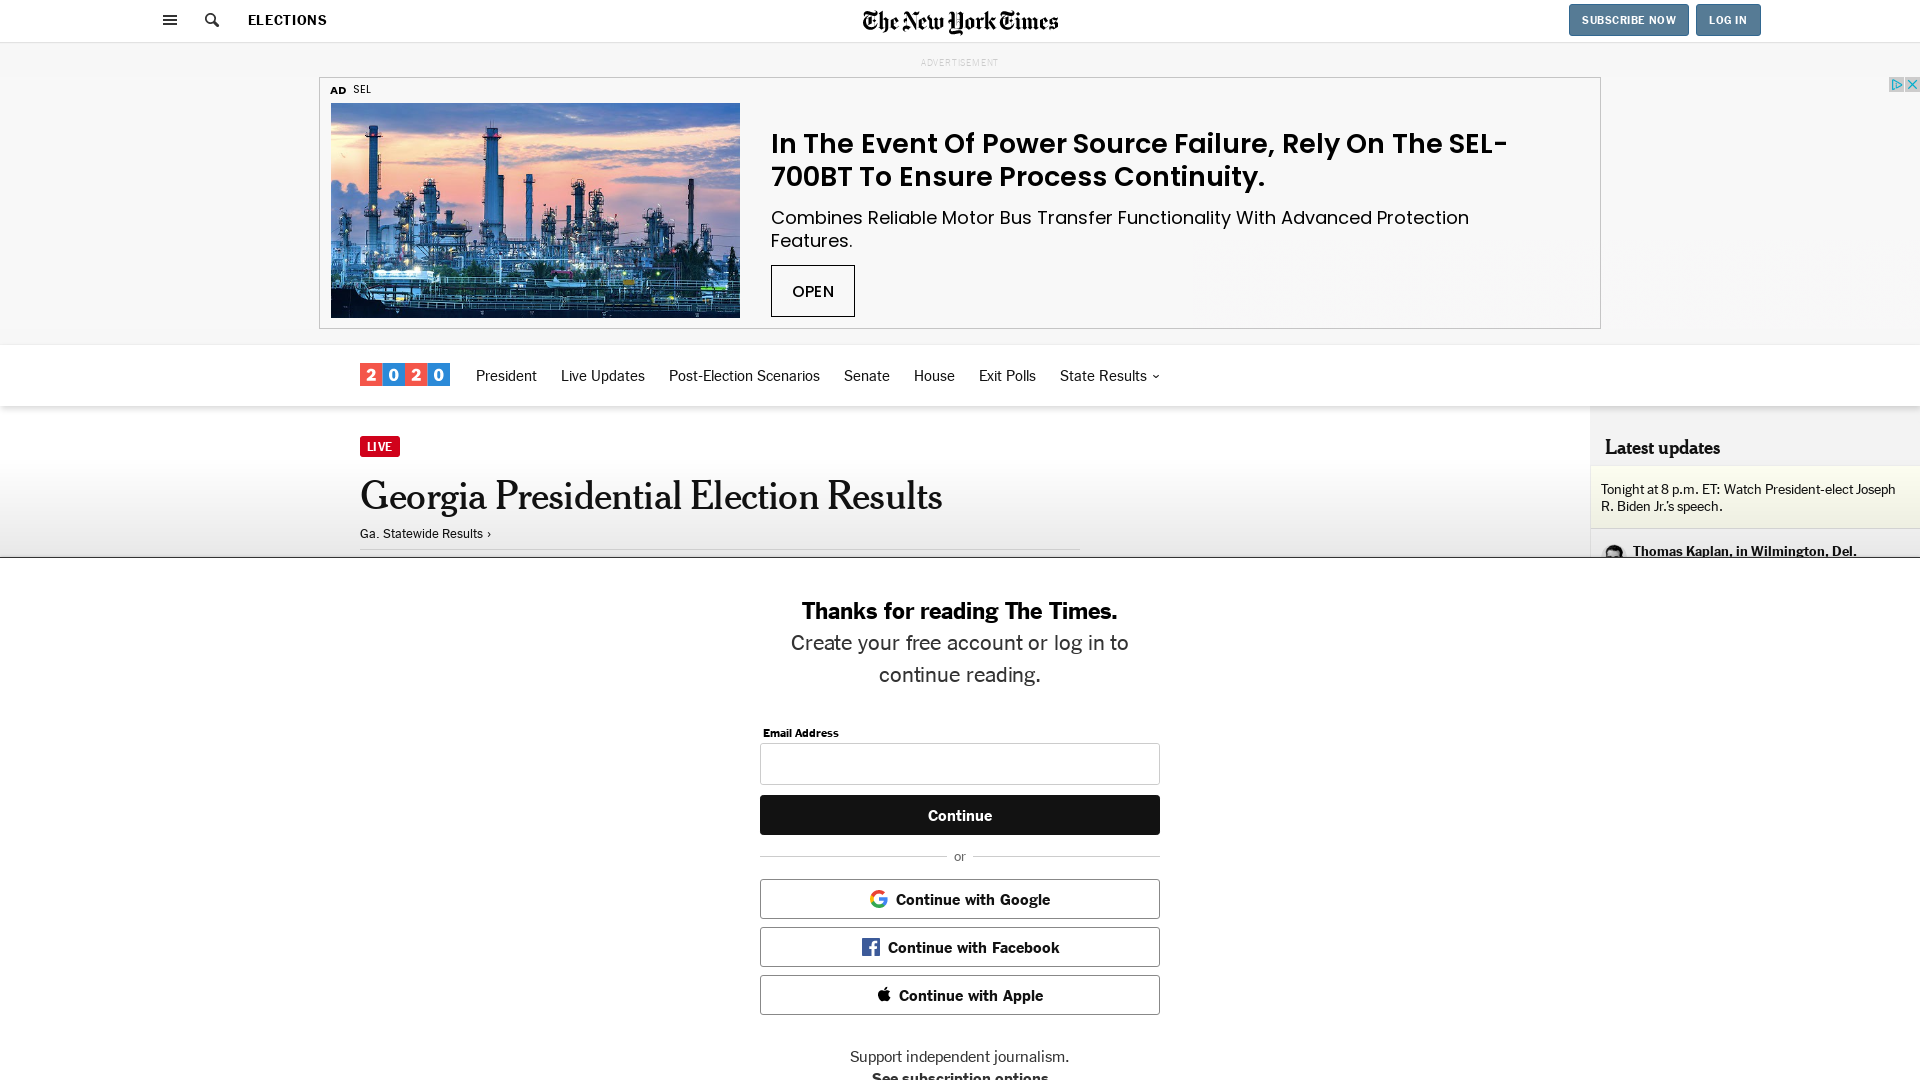 ELECTIONS
The New York Times
SUBSCRIBE NOW
LOG IN
ADVERTISEMENT
AD SEL
In The Event Of Power Source Failure, Rely On The SEL-
700BT To Ensure Process Continuity.
Combines Reliable Motor Bus Transfer Functionality With Advanced Protection
Features.
OPEN
2020
President
Live Updates
Post-Election Scenarios
Senate
House
Exit Polls
State Results
LIVE
Georgia Presidential Election Results
Ga. Statewide Results ›
Latest updates
Tonight at 8 p.m. ET: Watch President-elect Joseph
R. Biden Jr.’s speech.
Thomas Kaplan, in Wilmington, Del.
Thanks for reading The Times.
Create your free account or log in to
continue reading.
Email Address
Continue
or
Continue with Google
Continue with Facebook
Continue with Apple
Support independent journalism.
See subscription options